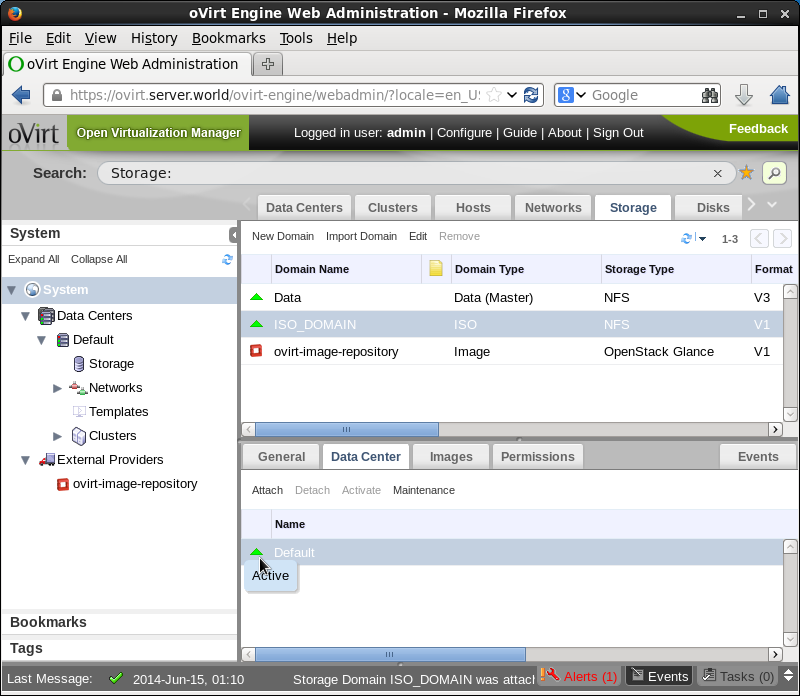 oVirt Engine Web Administration - Mozilla Firefox
File Edit View History Bookmarks Tools Help
oVirt Engine Web Administration
https://ovirt.server.world/ovirt-engine/webadmin/?locale=en_US
Google
oVirt Open Virtualization Manager Logged in user: admin | Configure | Guide | About | Sign Out Feedback
Search: Storage:
Data Centers Clusters Hosts Networks Storage Disks
System
Expand All Collapse All
System
Data Centers
Default
Storage
Networks
Templates
Clusters
External Providers
ovirt-image-repository
Bookmarks
Tags
New Domain Import Domain Edit Remove 1-3
Domain Name Domain Type Storage Type Format
Data Data (Master) NFS V3
ISO_DOMAIN ISO NFS V1
ovirt-image-repository Image OpenStack Glance V1
General Data Center Images Permissions Events
Attach Detach Activate Maintenance
Name
Default
Active
Last Message: 2014-Jun-15, 01:10 Storage Domain ISO_DOMAIN was attac Alerts (1) Events Tasks (0)